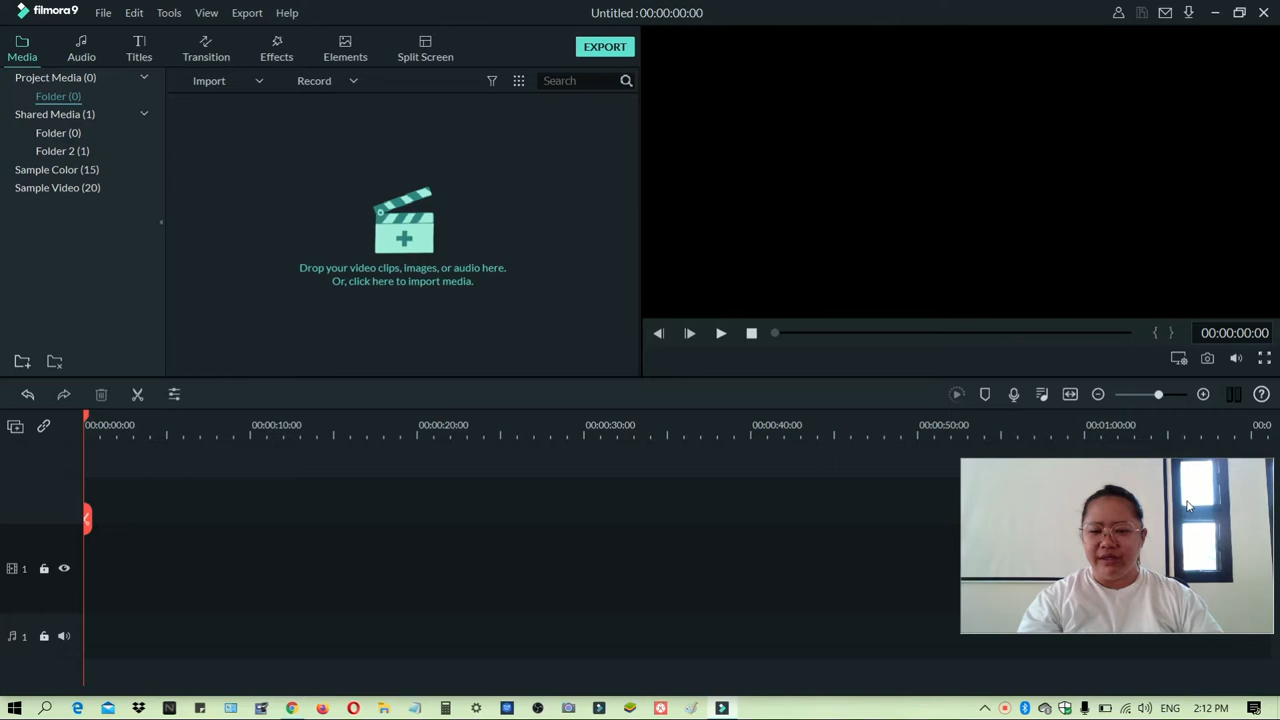 filmora 9 File Edit Tools View Export Help Untitled : 00:00:00:00
Media Audio Titles Transition Effects Elements Split Screen EXPORT
Project Media (0)
Folder (0)
Shared Media (1)
Folder (0)
Folder 2 (1)
Sample Color (15)
Sample Video (20)
Import Record Search
Drop your video clips, images, or audio here.
Or, click here to import media.
{ } 00:00:00:00
00:00:00:00 00:00:10:00 00:00:20:00 00:00:30:00 00:00:40:00 00:00:50:00 00:01:00:00 00:0
1
1
ENG 2:12 PM